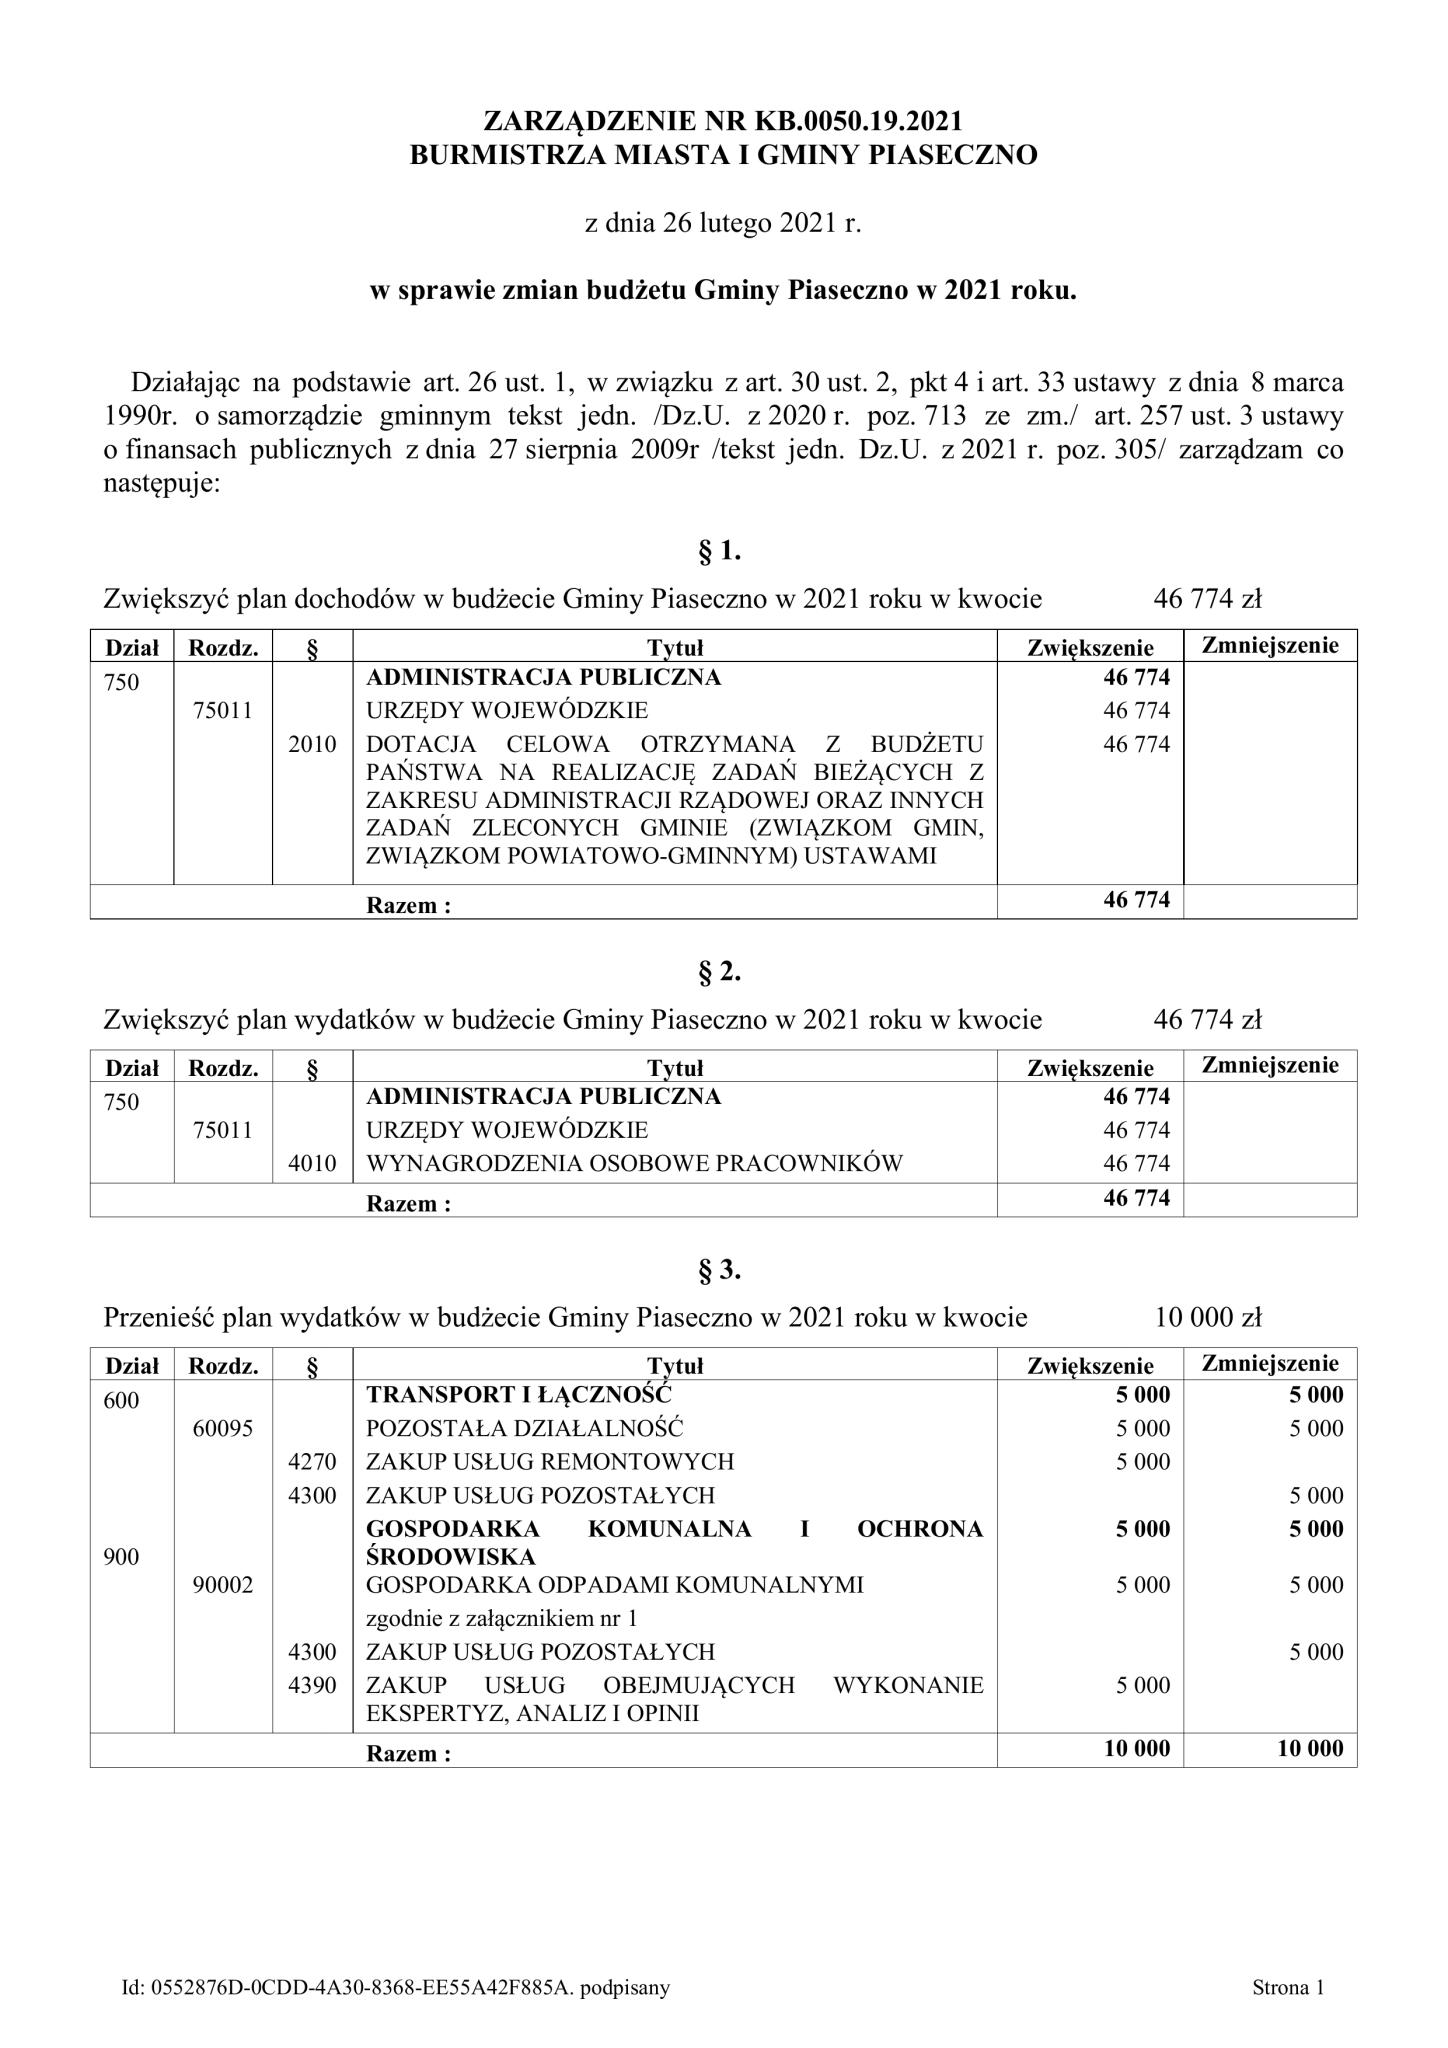 ZARZĄDZENIE NR KB.0050.19.2021
BURMISTRZA MIASTA I GMINY PIASECZNO
z dnia 26 lutego 2021 r.
w sprawie zmian budżetu Gminy Piaseczno w 2021 roku.
Działając na podstawie art. 26 ust. 1, w związku z art. 30 ust. 2, pkt 4 i art. 33 ustawy z dnia 8 marca
1990r. o samorządzie gminnym tekst jedn. /Dz.U. z 2020 r. poz. 713 ze zm./ art. 257 ust. 3 ustawy
o finansach publicznych z dnia 27 sierpnia 2009r /tekst jedn. Dz.U. z 2021 r. poz. 305/ zarządzam co
następuje:
§ 1.
Zwiększyć plan dochodów w budżecie Gminy Piaseczno w 2021 roku w kwocie 46 774 zł
Dział Rozdz. § Tytuł Zwiększenie Zmniejszenie
750 ADMINISTRACJA PUBLICZNA 46 774
75011 URZĘDY WOJEWÓDZKIE 46 774
2010 DOTACJA CELOWA OTRZYMANA Z BUDŻETU 46 774
PAŃSTWA NA REALIZACJĘ ZADAŃ BIEŻĄCYCH Z
ZAKRESU ADMINISTRACJI RZĄDOWEJ ORAZ INNYCH
ZADAŃ ZLECONYCH GMINIE (ZWIĄZKOM GMIN,
ZWIĄZKOM POWIATOWO-GMINNYM) USTAWAMI
Razem : 46 774
§ 2.
Zwiększyć plan wydatków w budżecie Gminy Piaseczno w 2021 roku w kwocie 46 774 zł
Dział Rozdz. § Tytuł Zwiększenie Zmniejszenie
750 ADMINISTRACJA PUBLICZNA 46 774
75011 URZĘDY WOJEWÓDZKIE 46 774
4010 WYNAGRODZENIA OSOBOWE PRACOWNIKÓW 46 774
Razem : 46 774
§ 3.
Przenieść plan wydatków w budżecie Gminy Piaseczno w 2021 roku w kwocie 10 000 zł
Dział Rozdz. § Tytuł Zwiększenie Zmniejszenie
600 TRANSPORT I ŁĄCZNOŚĆ 5 000 5 000
60095 POZOSTAŁA DZIAŁALNOŚĆ 5 000 5 000
4270 ZAKUP USŁUG REMONTOWYCH 5 000
4300 ZAKUP USŁUG POZOSTAŁYCH 5 000
GOSPODARKA KOMUNALNA I OCHRONA 5 000 5 000
900 ŚRODOWISKA
90002 GOSPODARKA ODPADAMI KOMUNALNYMI 5 000 5 000
zgodnie z załącznikiem nr 1
4300 ZAKUP USŁUG POZOSTAŁYCH 5 000
4390 ZAKUP USŁUG OBEJMUJĄCYCH WYKONANIE 5 000
EKSPERTYZ, ANALIZ I OPINII
Razem : 10 000 10 000
Id: 0552876D-0CDD-4A30-8368-EE55A42F885A. podpisany Strona 1